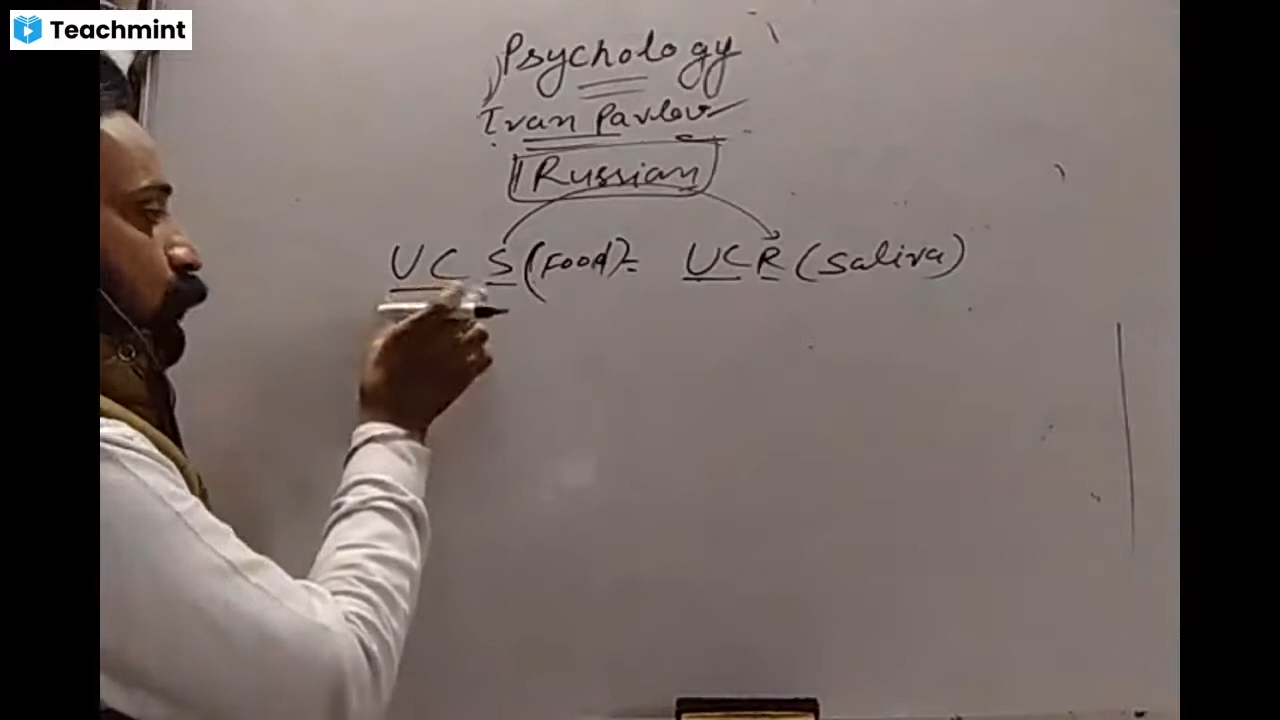 Teachmint
Psychology
Ivan Pavlov
Russian
UCS (Food) = UCR (Saliva)